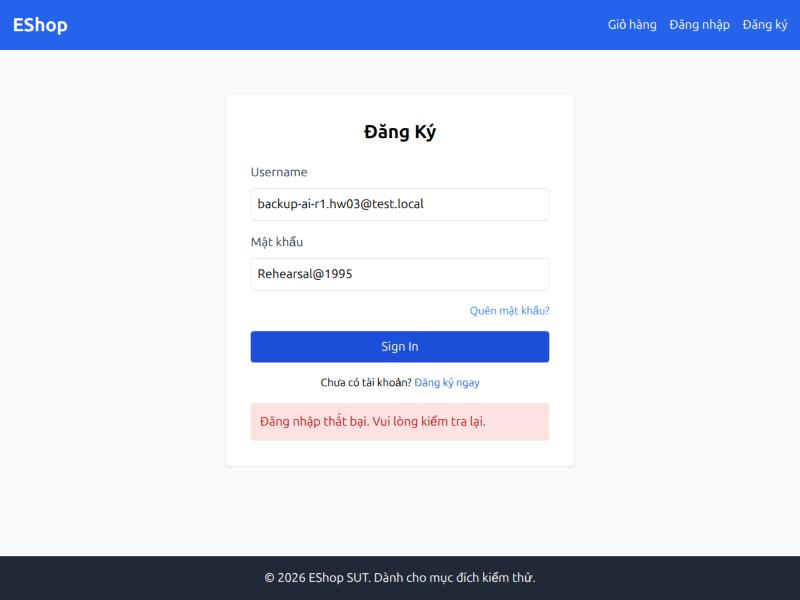 EShop
Giỏ hàng Đăng nhập Đăng ký
Đăng Ký
Username
backup-ai-r1.hw03@test.local
Mật khẩu
Rehearsal@1995
Quên mật khẩu?
Sign In
Chưa có tài khoản? Đăng ký ngay
Đăng nhập thất bại. Vui lòng kiểm tra lại.
© 2026 EShop SUT. Dành cho mục đích kiểm thử.